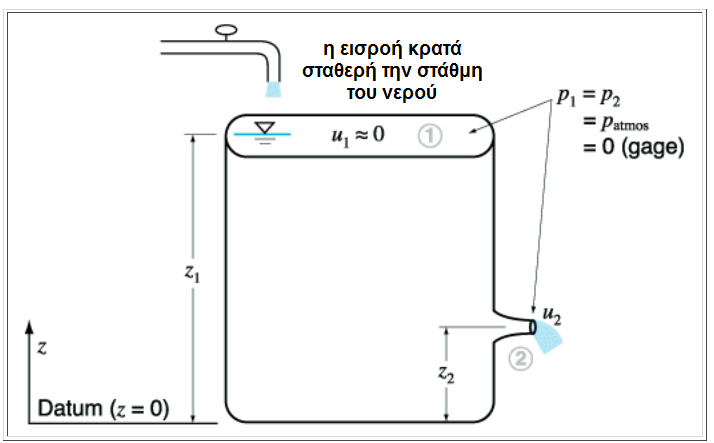 η εισροή κρατά
σταθερή την στάθμη
του νερού
p₁ = p₂
= pₐₜₘₒₛ
= 0 (gage)
u₁ ≈ 0
①
z₁
u₂
②
z₂
z
Datum (z = 0)